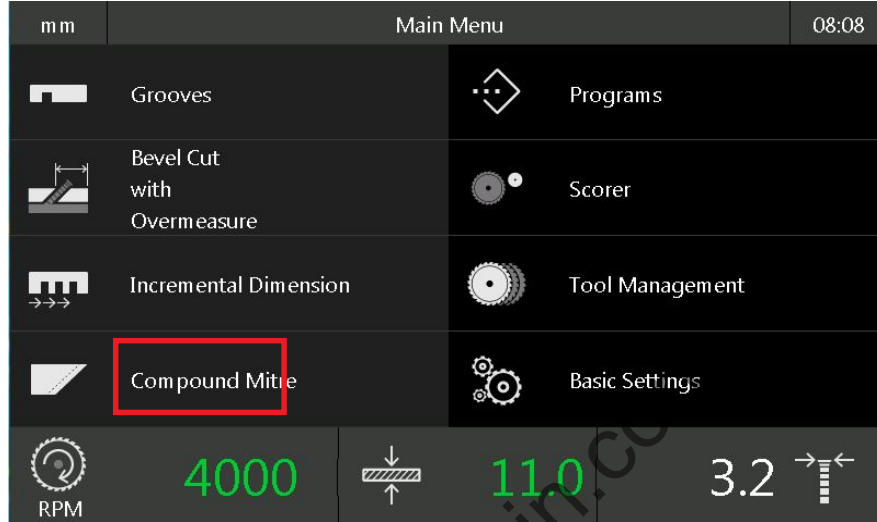 mm
Main Menu
08:08
Grooves
Programs
Bevel Cut
with
Overmeasure
Scorer
Incremental Dimension
Tool Management
Compound Mitre
Basic Settings
RPM
4000
11.0
3.2